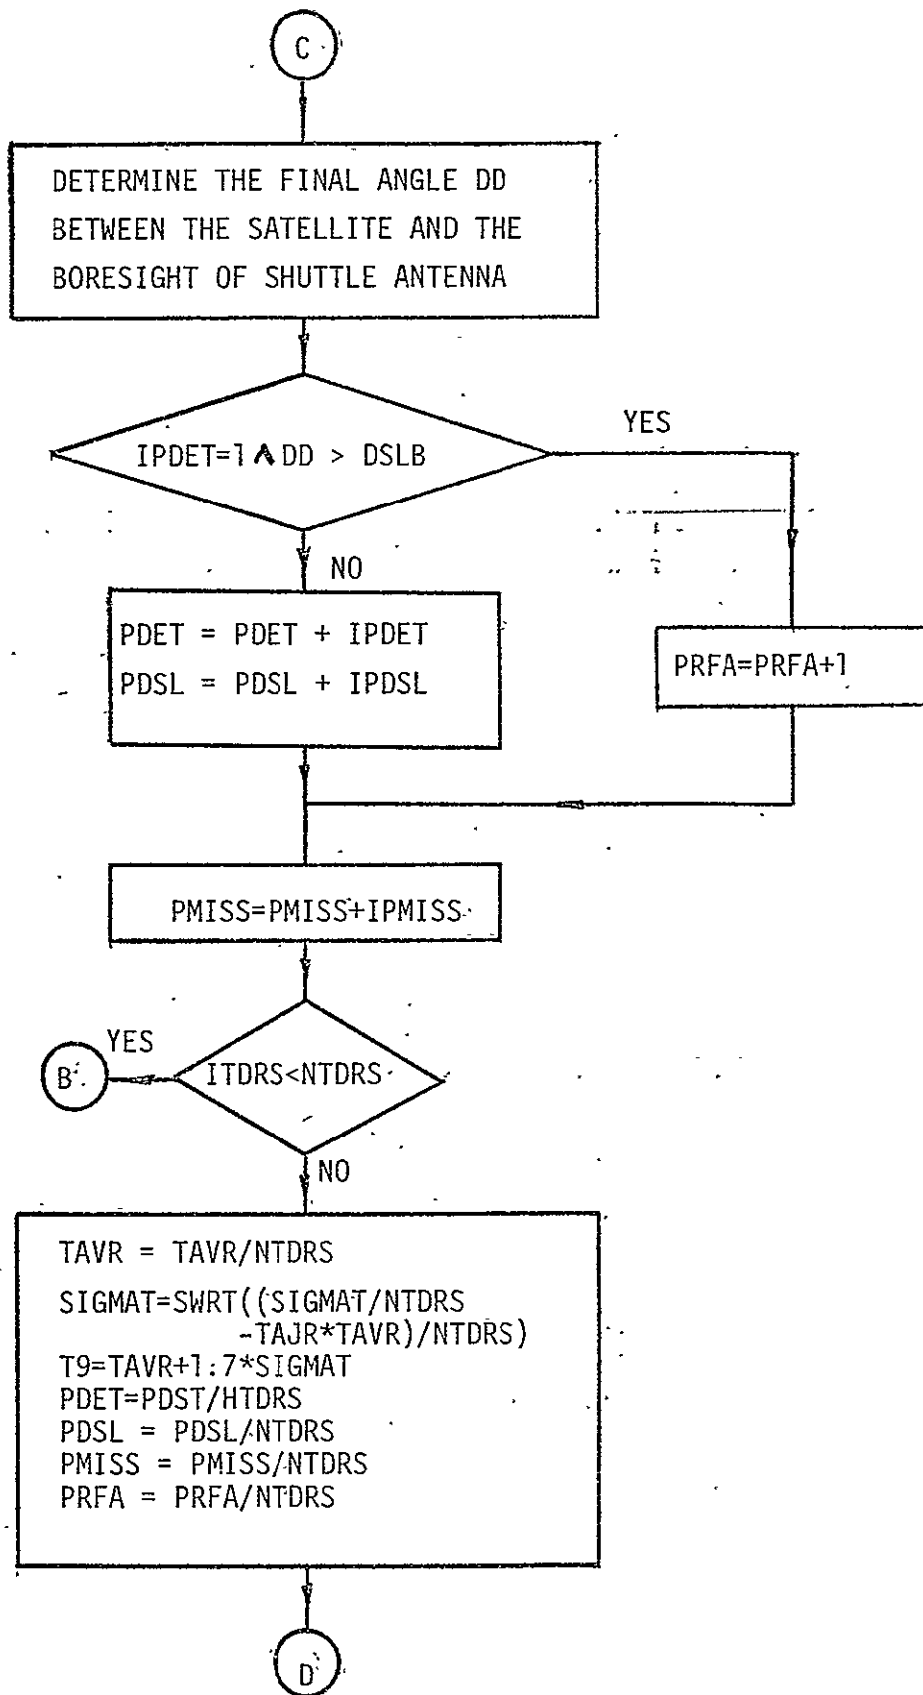 C
DETERMINE THE FINAL ANGLE DD
BETWEEN THE SATELLITE AND THE
BORESIGHT OF SHUTTLE ANTENNA
IPDET=1 ∧ DD > DSLB
YES
NO
PDET = PDET + IPDET
PDSL = PDSL + IPDSL
PRFA=PRFA+1
PMISS=PMISS+IPMISS
ITDRS<NTDRS
YES
B
NO
TAVR = TAVR/NTDRS
SIGMAT=SWRT((SIGMAT/NTDRS
-TAJR*TAVR)/NTDRS)
T9=TAVR+1:7*SIGMAT
PDET=PDST/HTDRS
PDSL = PDSL/NTDRS
PMISS = PMISS/NTDRS
PRFA = PRFA/NTDRS
D